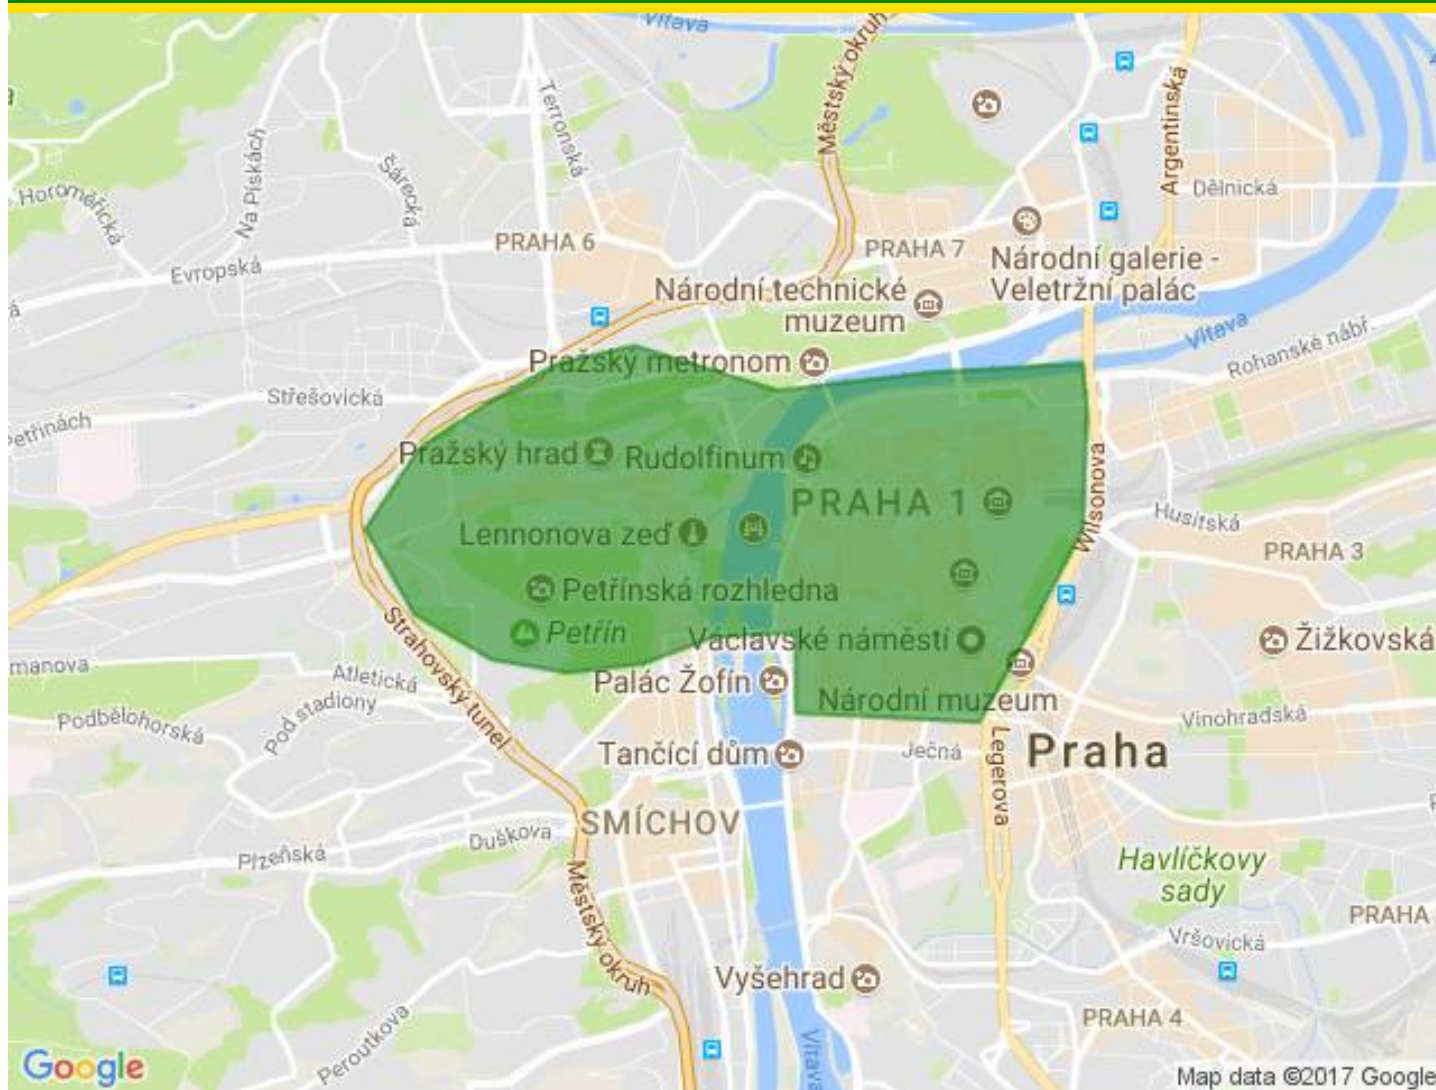 Vltava
Městský okruh
Argentinská
Terronská
Na Pískách
Šárecká
Horoměřická
Dělnická
PRAHA 6
PRAHA 7
Evropská
Národní galerie -
Veletržní palác
Národní technické
muzeum
Vltava
Rohanské nábř.
Pražský metronom
Střešovická
Petřinách
Pražský hrad
Rudolfinum
Wilsonova
PRAHA 1
Husitská
Lennonova zeď
PRAHA 3
Petřínská rozhledna
Petřín
Václavské náměstí
Žižkovská
Strahovský tunel
manova
Atletická
Palác Žofín
Národní muzeum
Podbělohorská
Pod stadiony
Vinohradská
Tančící dům
Ječná
Legerova
Praha
SMÍCHOV
Duškova
Plzeňská
Havlíčkovy
sady
Městský okruh
PRAHA
Vršovická
Vyšehrad
PRAHA 4
Peroutkova
Vltava
Google
Map data ©2017 Google